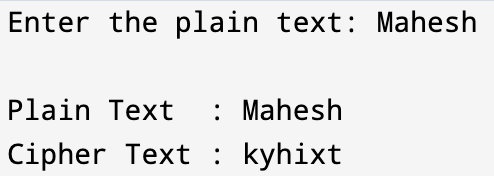 Enter the plain text: Mahesh
Plain Text  : Mahesh
Cipher Text : kyhixt